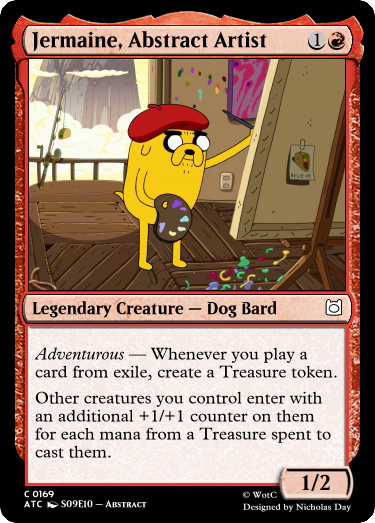 Jermaine, Abstract Artist 1
Legendary Creature — Dog Bard
Adventurous — Whenever you play a
card from exile, create a Treasure token.
Other creatures you control enter with
an additional +1/+1 counter on them
for each mana from a Treasure spent to
cast them.
1/2
C 0169
ATC S09E10 – Abstract
© WotC
Designed by Nicholas Day